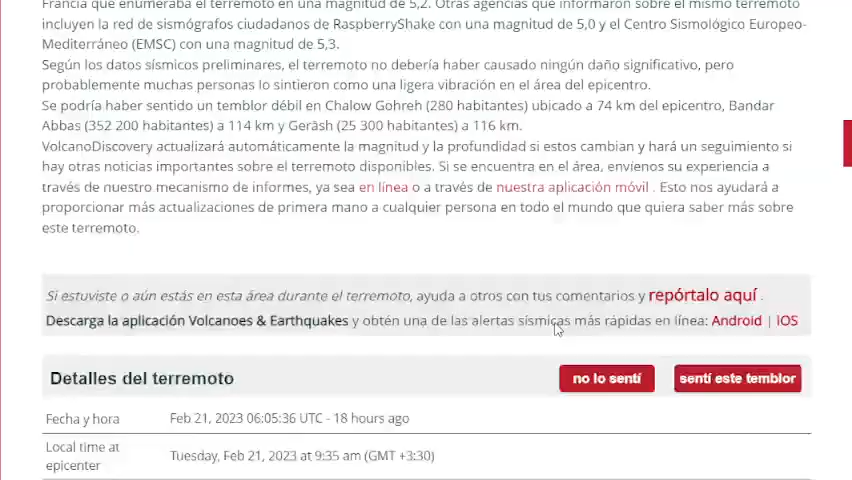 Francia que enumeraba el terremoto en una magnitud de 5,2. Otras agencias que informaron sobre el mismo terremoto
incluyen la red de sismógrafos ciudadanos de RaspberryShake con una magnitud de 5,0 y el Centro Sismológico Europeo-
Mediterráneo (EMSC) con una magnitud de 5,3.
Según los datos sísmicos preliminares, el terremoto no debería haber causado ningún daño significativo, pero
probablemente muchas personas lo sintieron como una ligera vibración en el área del epicentro.
Se podría haber sentido un temblor débil en Chalow Gohreh (280 habitantes) ubicado a 74 km del epicentro, Bandar
Abbas (352 200 habitantes) a 114 km y Gerāsh (25 300 habitantes) a 116 km.
VolcanoDiscovery actualizará automáticamente la magnitud y la profundidad si estos cambian y hará un seguimiento si
hay otras noticias importantes sobre el terremoto disponibles. Si se encuentra en el área, envíenos su experiencia a
través de nuestro mecanismo de informes, ya sea en línea o a través de nuestra aplicación móvil . Esto nos ayudará a
proporcionar más actualizaciones de primera mano a cualquier persona en todo el mundo que quiera saber más sobre
este terremoto.
Si estuviste o aún estás en esta área durante el terremoto, ayuda a otros con tus comentarios y repórtalo aquí .
Descarga la aplicación Volcanoes & Earthquakes y obtén una de las alertas sísmicas más rápidas en línea: Android | IOS
Detalles del terremoto no lo sentí sentí este temblor
Fecha y hora Feb 21, 2023 06:05:36 UTC - 18 hours ago
Local time at
epicenter Tuesday, Feb 21, 2023 at 9:35 am (GMT +3:30)